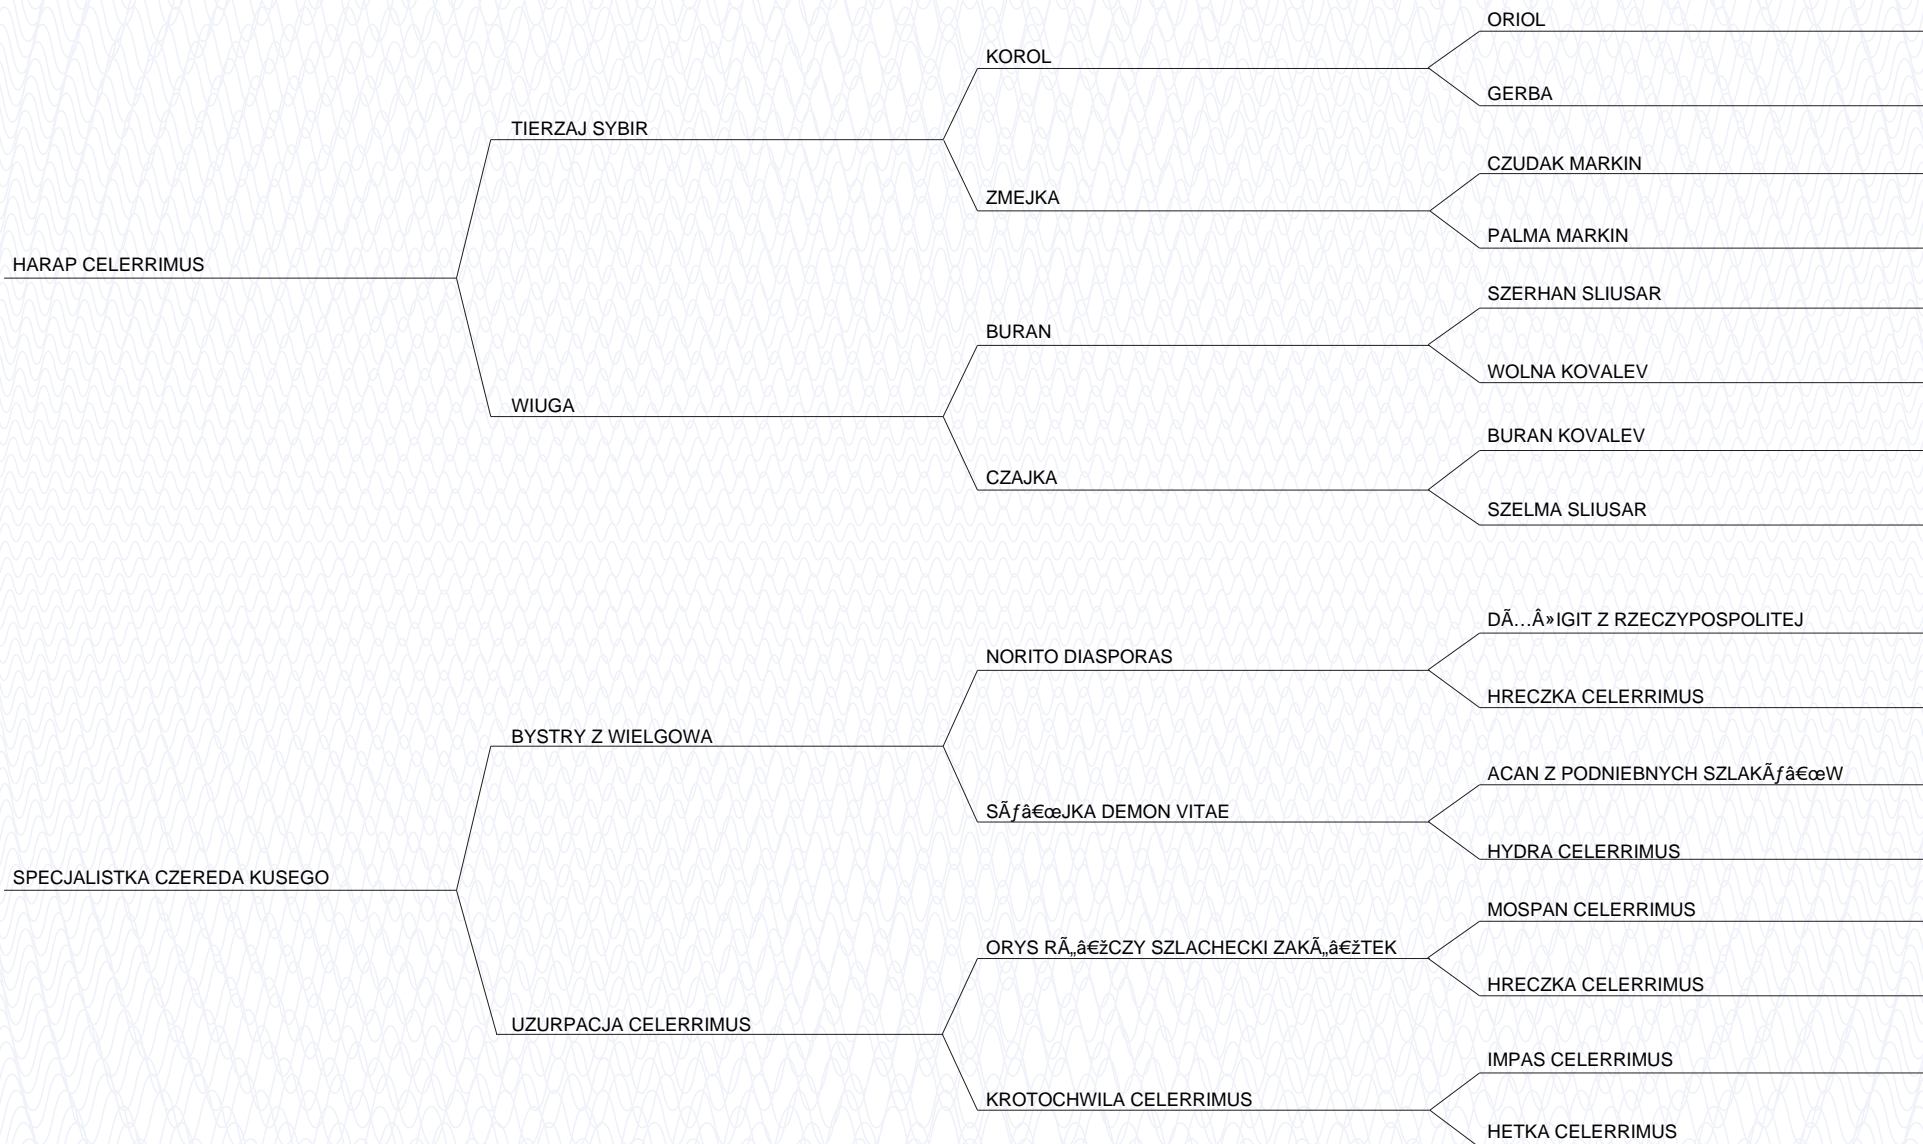 ORIOL
KOROL
GERBA
TIERZAJ SYBIR
CZUDAK MARKIN
ZMEJKA
PALMA MARKIN
HARAP CELERRIMUS
SZERHAN SLIUSAR
BURAN
WOLNA KOVALEV
WIUGA
BURAN KOVALEV
CZAJKA
SZELMA SLIUSAR
DÃ…Â»IGIT Z RZECZYPOSPOLITEJ
NORITO DIASPORAS
HRECZKA CELERRIMUS
BYSTRY Z WIELGOWA
ACAN Z PODNIEBNYCH SZLAKÃƒâ€œW
SÃƒâ€œJKA DEMON VITAE
HYDRA CELERRIMUS
SPECJALISTKA CZEREDA KUSEGO
MOSPAN CELERRIMUS
ORYS RÃ„â€žCZY SZLACHECKI ZAKÃ„â€žTEK
HRECZKA CELERRIMUS
UZURPACJA CELERRIMUS
IMPAS CELERRIMUS
KROTOCHWILA CELERRIMUS
HETKA CELERRIMUS